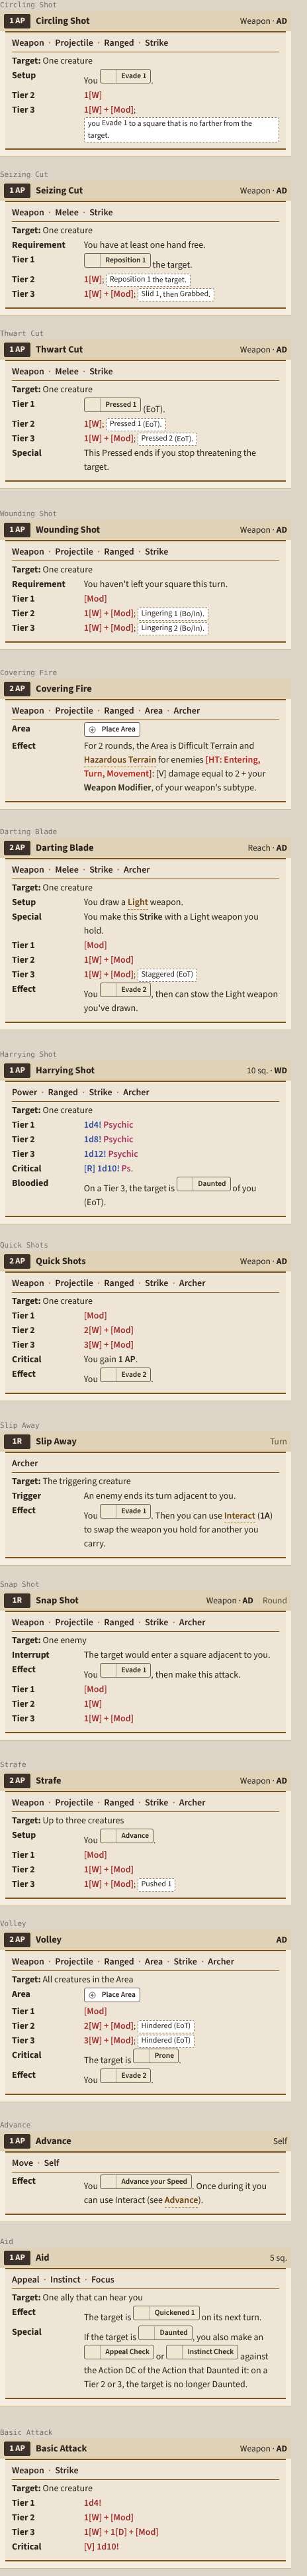 Circling Shot
1 AP Circling Shot Weapon · AD
Weapon · Projectile · Ranged · Strike
Target: One creature
Setup You Evade 1.
Tier 2 1[W]
Tier 3 1[W] + [Mod];
you Evade 1 to a square that is no farther from the
target.
Seizing Cut
1 AP Seizing Cut Weapon · AD
Weapon · Melee · Strike
Target: One creature
Requirement You have at least one hand free.
Tier 1 Reposition 1 the target.
Tier 2 1[W]; Reposition 1 the target.
Tier 3 1[W] + [Mod]; Slid 1, then Grabbed.
Thwart Cut
1 AP Thwart Cut Weapon · AD
Weapon · Melee · Strike
Target: One creature
Tier 1 Pressed 1 (EoT).
Tier 2 1[W]; Pressed 1 (EoT).
Tier 3 1[W] + [Mod]; Pressed 2 (EoT).
Special This Pressed ends if you stop threatening the
target.
Wounding Shot
1 AP Wounding Shot Weapon · AD
Weapon · Projectile · Ranged · Strike
Target: One creature
Requirement You haven't left your square this turn.
Tier 1 [Mod]
Tier 2 1[W] + [Mod]; Lingering 1 (Bo/In).
Tier 3 1[W] + [Mod]; Lingering 2 (Bo/In).
Covering Fire
2 AP Covering Fire
Weapon · Projectile · Ranged · Area · Archer
Area Place Area
Effect For 2 rounds, the Area is Difficult Terrain and
Hazardous Terrain for enemies [HT: Entering,
Turn, Movement]: [V] damage equal to 2 + your
Weapon Modifier, of your weapon's subtype.
Darting Blade
2 AP Darting Blade Reach · AD
Weapon · Melee · Strike · Archer
Target: One creature
Setup You draw a Light weapon.
Special You make this Strike with a Light weapon you
hold.
Tier 1 [Mod]
Tier 2 1[W] + [Mod]
Tier 3 1[W] + [Mod]; Staggered (EoT)
Effect You Evade 2, then can stow the Light weapon
you've drawn.
Harrying Shot
1 AP Harrying Shot 10 sq. · WD
Power · Ranged · Strike · Archer
Target: One creature
Tier 1 1d4! Psychic
Tier 2 1d8! Psychic
Tier 3 1d12! Psychic
Critical [R] 1d10! Ps.
Bloodied On a Tier 3, the target is Daunted of you
(EoT).
Quick Shots
2 AP Quick Shots Weapon · AD
Weapon · Projectile · Ranged · Strike · Archer
Target: One creature
Tier 1 [Mod]
Tier 2 2[W] + [Mod]
Tier 3 3[W] + [Mod]
Critical You gain 1 AP.
Effect You Evade 2.
Slip Away
1R Slip Away Turn
Archer
Target: The triggering creature
Trigger An enemy ends its turn adjacent to you.
Effect You Evade 1. Then you can use Interact (1A)
to swap the weapon you hold for another you
carry.
Snap Shot
1R Snap Shot Weapon · AD Round
Weapon · Projectile · Ranged · Strike · Archer
Target: One enemy
Interrupt The target would enter a square adjacent to you.
Effect You Evade 1, then make this attack.
Tier 1 [Mod]
Tier 2 1[W]
Tier 3 1[W] + [Mod]
Strafe
2 AP Strafe Weapon · AD
Weapon · Projectile · Ranged · Strike · Archer
Target: Up to three creatures
Setup You Advance.
Tier 1 [Mod]
Tier 2 1[W] + [Mod]
Tier 3 1[W] + [Mod]; Pushed 1
Volley
2 AP Volley AD
Weapon · Projectile · Ranged · Area · Strike · Archer
Target: All creatures in the Area
Area Place Area
Tier 1 [Mod]
Tier 2 2[W] + [Mod]; Hindered (EoT)
Tier 3 3[W] + [Mod]; Hindered (EoT)
Critical The target is Prone.
Effect You Evade 2.
Advance
1 AP Advance Self
Move · Self
Effect You Advance your Speed. Once during it you
can use Interact (see Advance).
Aid
1 AP Aid 5 sq.
Appeal · Instinct · Focus
Target: One ally that can hear you
Effect The target is Quickened 1 on its next turn.
Special If the target is Daunted, you also make an
Appeal Check or Instinct Check against
the Action DC of the Action that Daunted it: on a
Tier 2 or 3, the target is no longer Daunted.
Basic Attack
1 AP Basic Attack Weapon · AD
Weapon · Strike
Target: One creature
Tier 1 1d4!
Tier 2 1[W] + [Mod]
Tier 3 1[W] + 1[D] + [Mod]
Critical [V] 1d10!